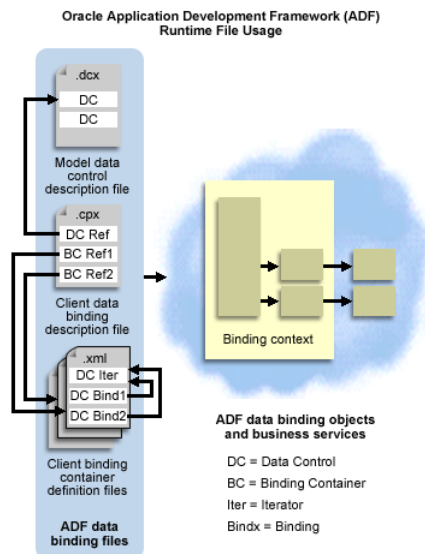 Oracle Application Development Framework (ADF)
Runtime File Usage
.dcx
DC
DC
Model data
control
description file
.cpx
DC Ref
BC Ref1
BC Ref2
Client data
binding
description file
.xml
DC Iter
DC Bind1
DC Bind2
Client binding
container
definition files
ADF data
binding files
Binding context
ADF data binding objects
and business services
DC = Data Control
BC = Binding Container
Iter = Iterator
Bindx = Binding